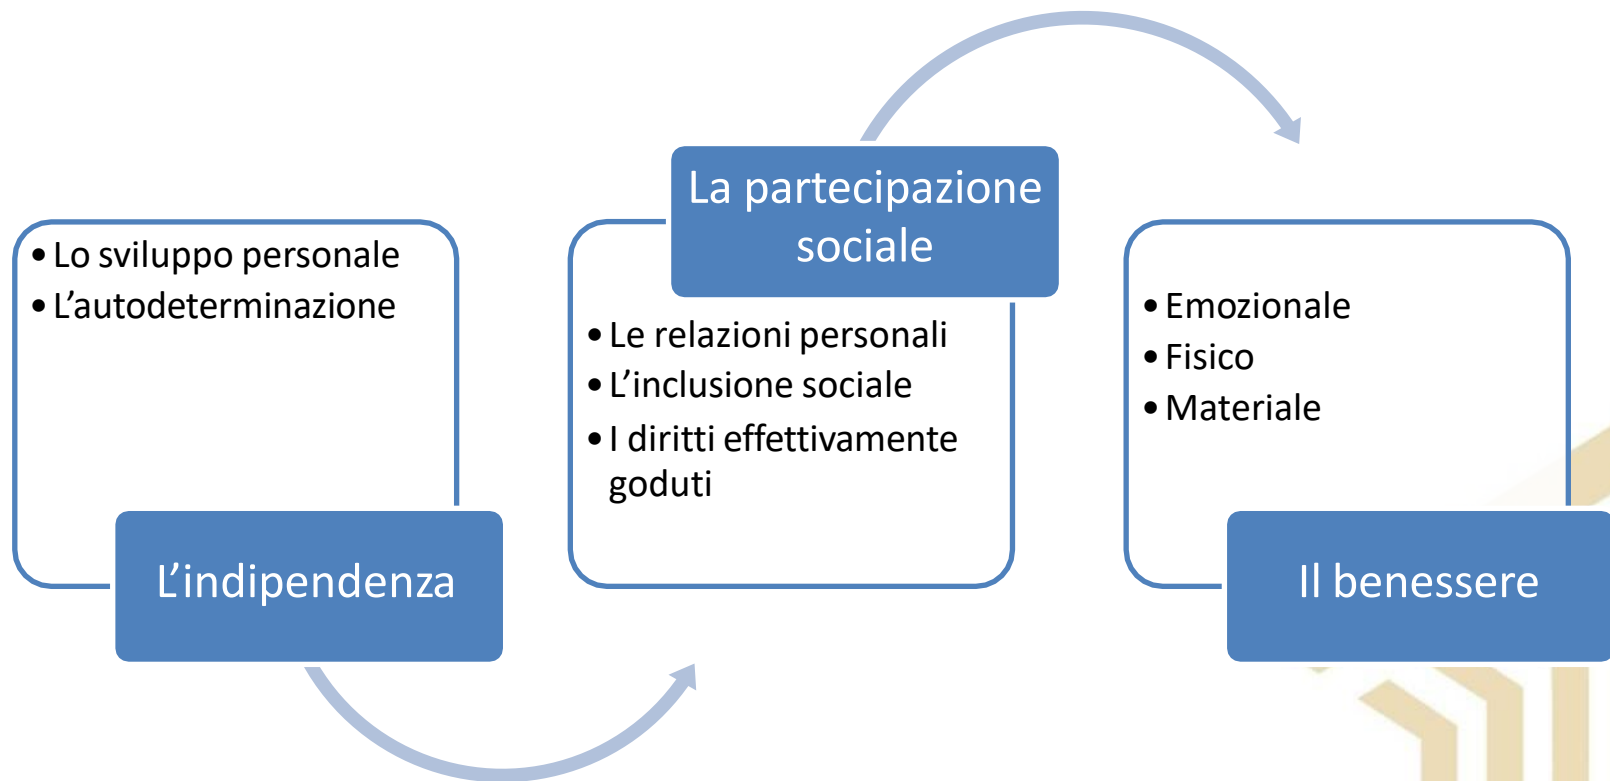 • Lo sviluppo personale
• L’autodeterminazione
L’indipendenza
La partecipazione
sociale
• Le relazioni personali
• L’inclusione sociale
• I diritti effettivamente
goduti
• Emozionale
• Fisico
• Materiale
Il benessere